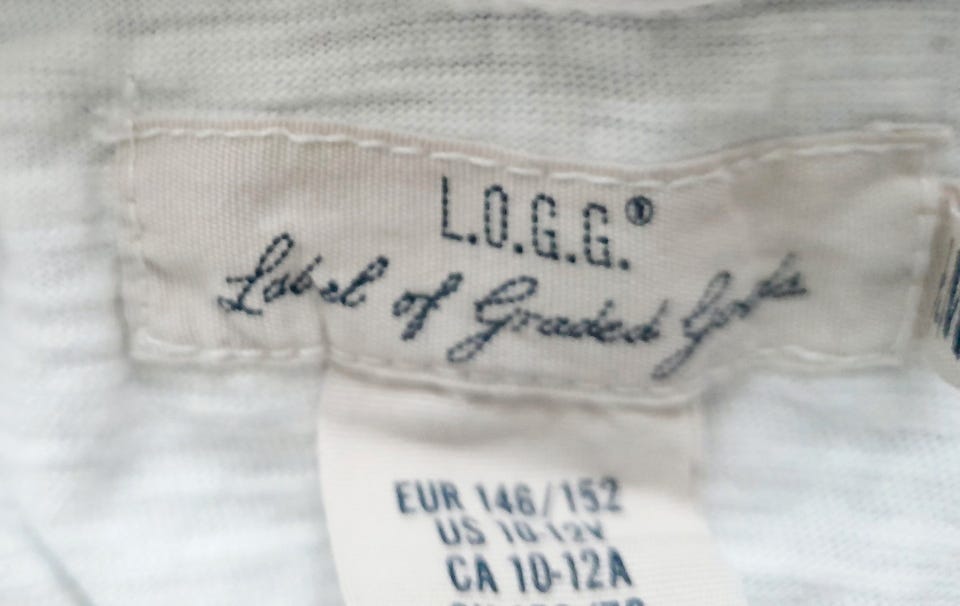 L.O.G.G.®
Label of Graded Goods
EUR 146/152
US 10-12Y
CA 10-12A